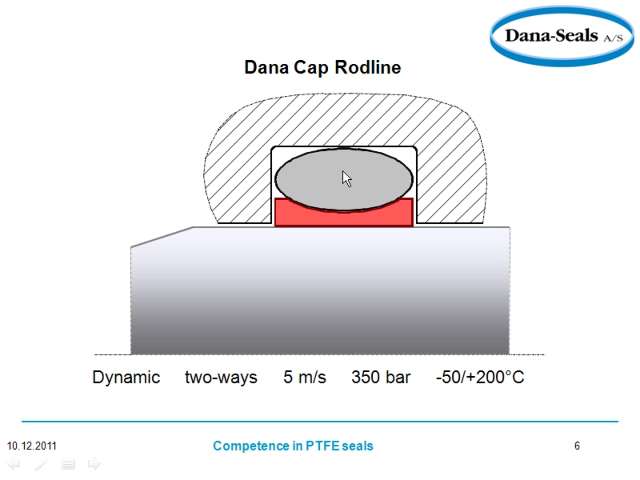 Dana-Seals A/S
Dana Cap Rodline
Dynamic two-ways 5 m/s 350 bar -50/+200°C
10.12.2011 Competence in PTFE seals 6